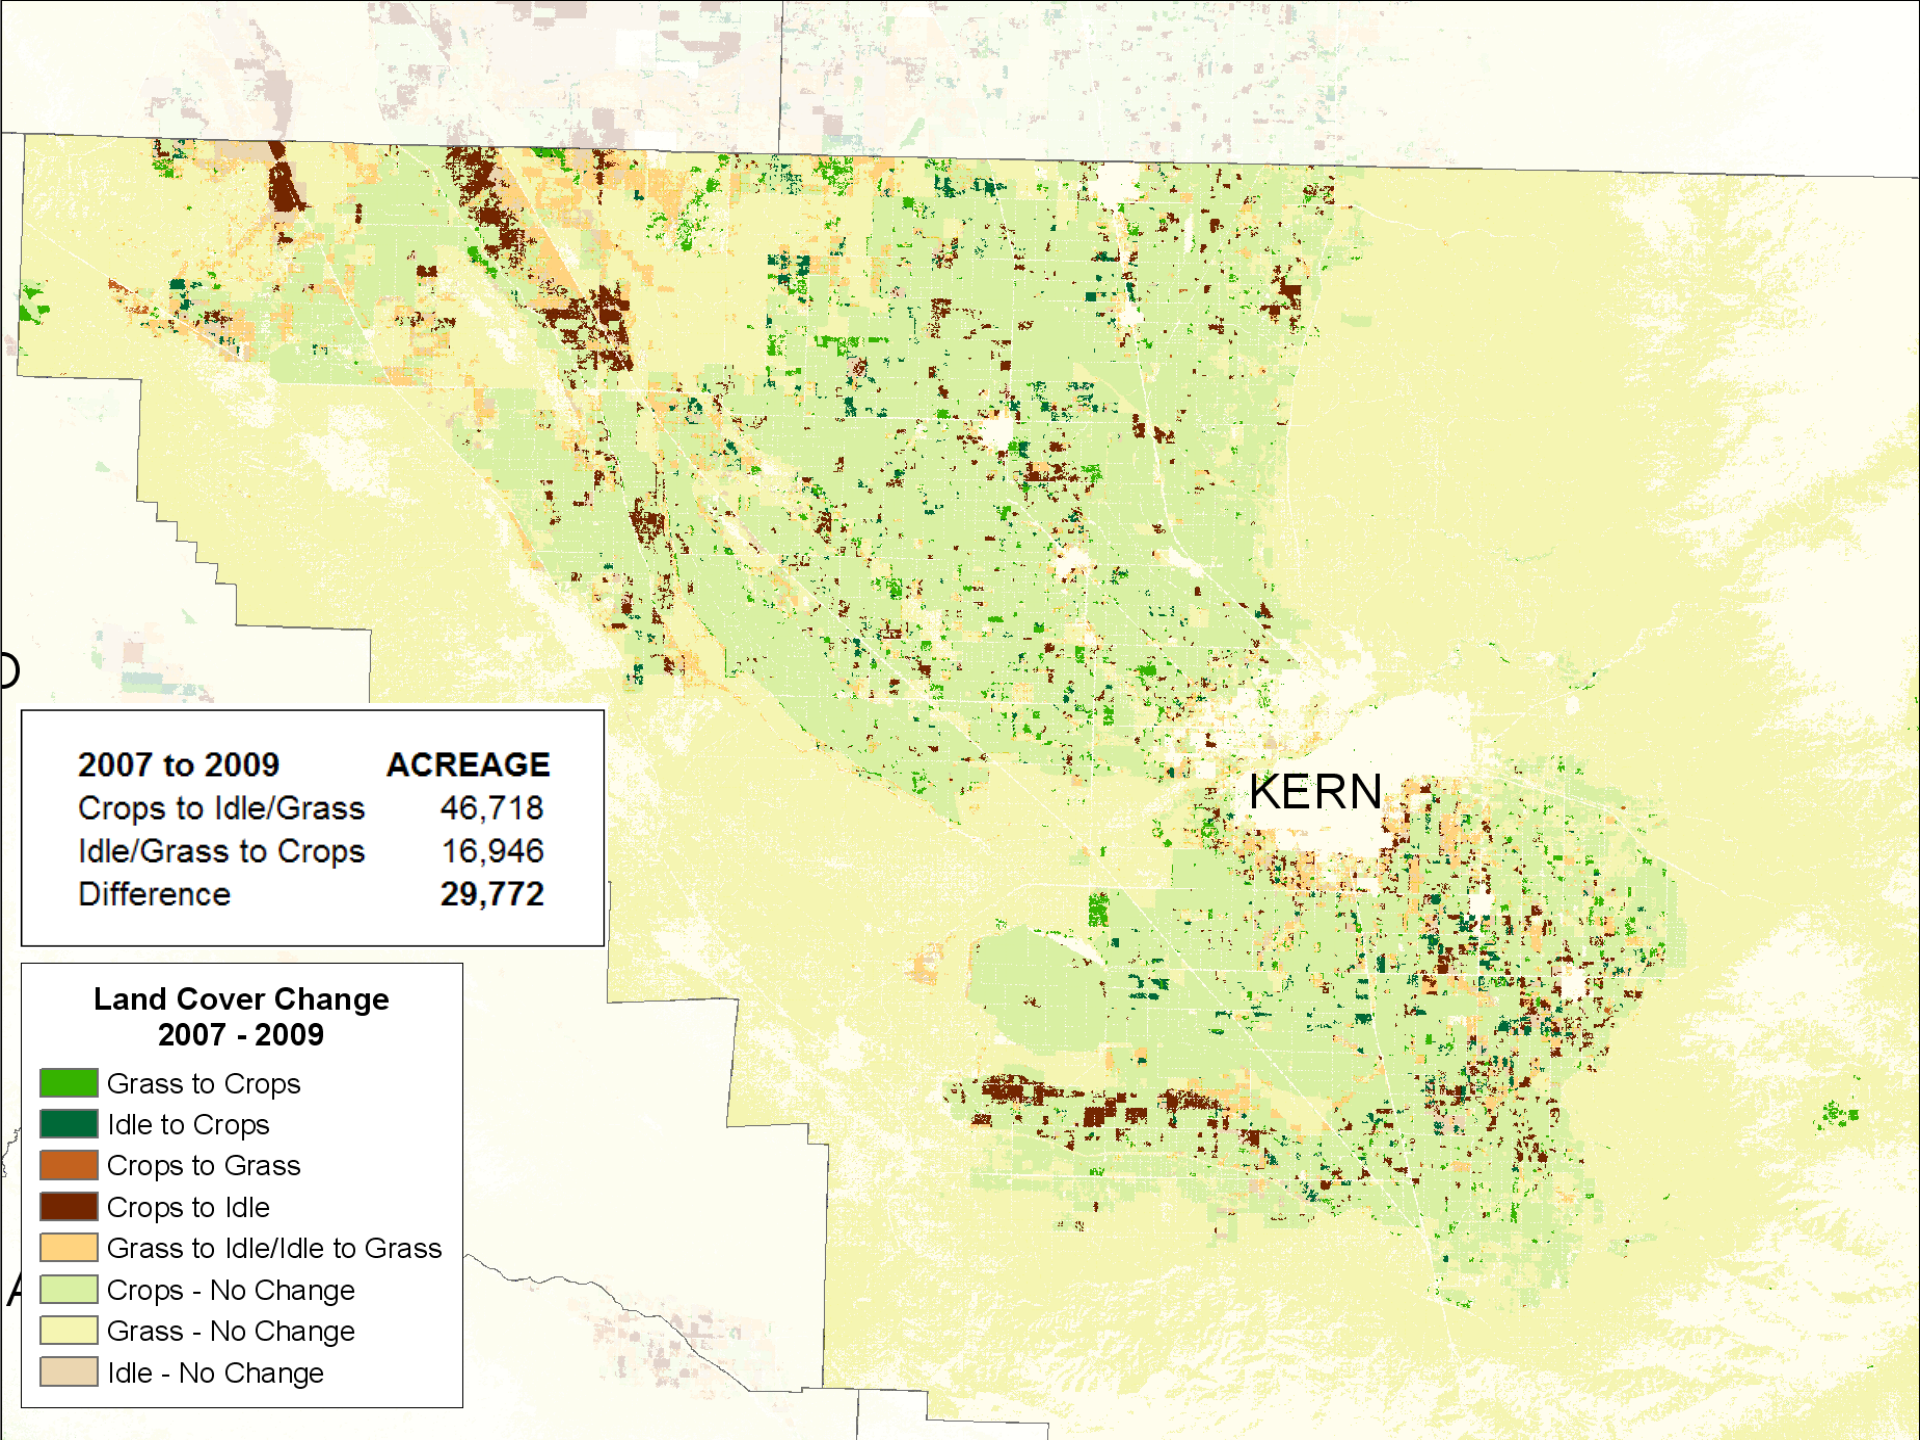 KERN
2007 to 2009 ACREAGE
Crops to Idle/Grass 46,718
Idle/Grass to Crops 16,946
Difference 29,772
Land Cover Change
2007 - 2009
Grass to Crops
Idle to Crops
Crops to Grass
Crops to Idle
Grass to Idle/Idle to Grass
Crops - No Change
Grass - No Change
Idle - No Change